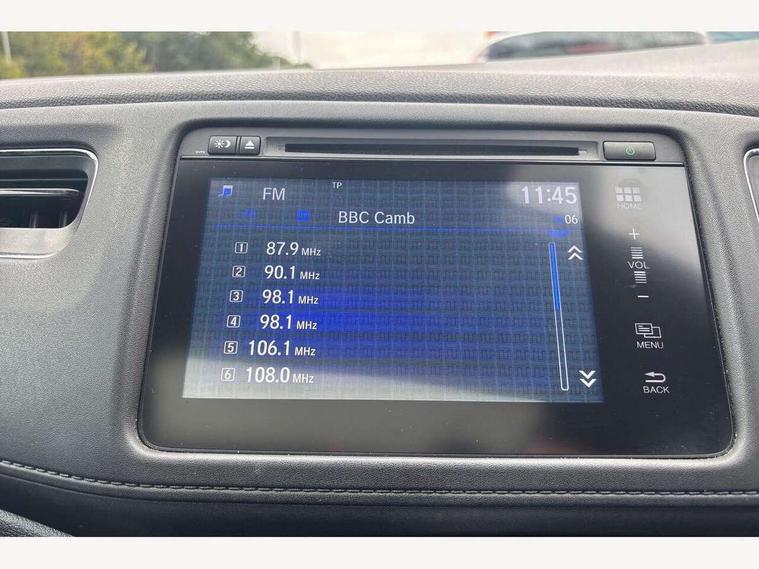 FM
TP
11:45
BBC Camb
06
1 87.9 MHz
2 90.1 MHz
3 98.1 MHz
4 98.1 MHz
5 106.1 MHz
6 108.0 MHz
HOME
+
VOL
−
MENU
BACK